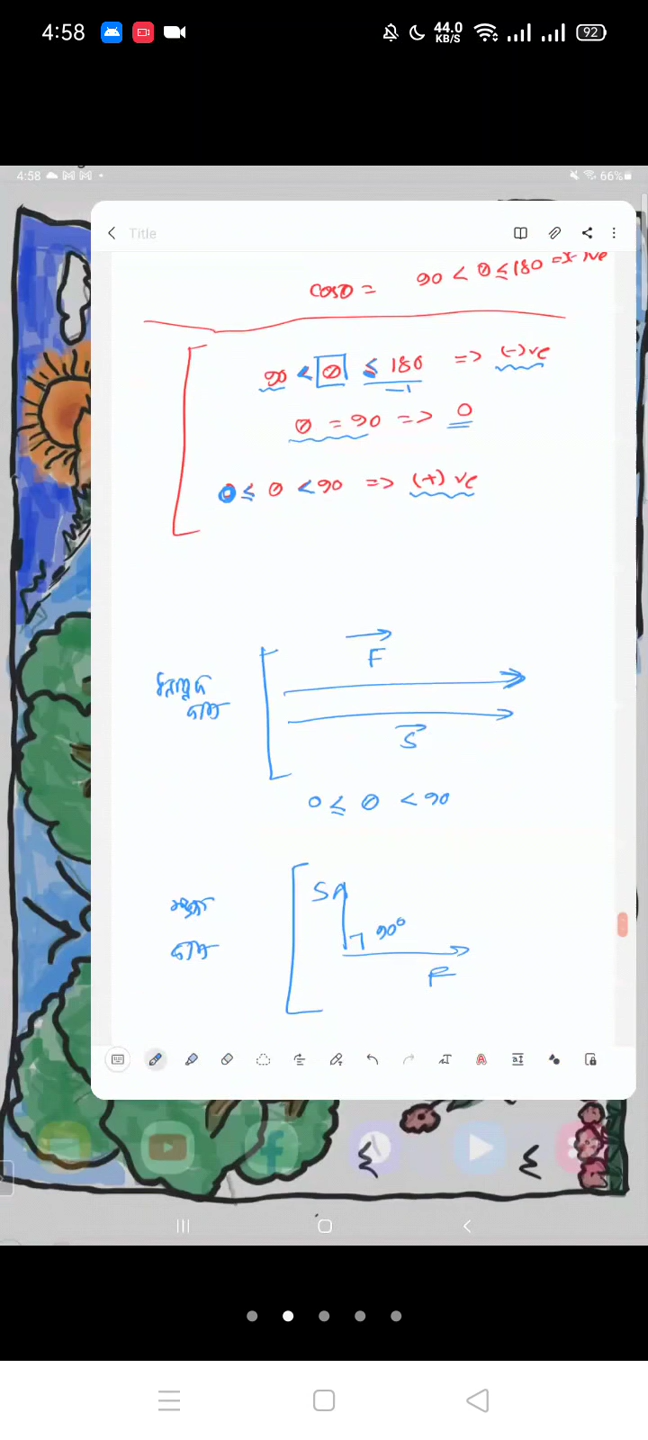 4:58
44.0
KB/S
92
4:58
66%
Title
cosθ = 90 < θ ≤ 180 =>
90 < θ ≤ 180 => (-)ve
-1
θ = 90 => 0
0 ≤ θ < 90 => (+) ve
F
ধনাত্মক
কাজ
S
0 ≤ θ < 90
S
শূন্য
90°
কাজ
F